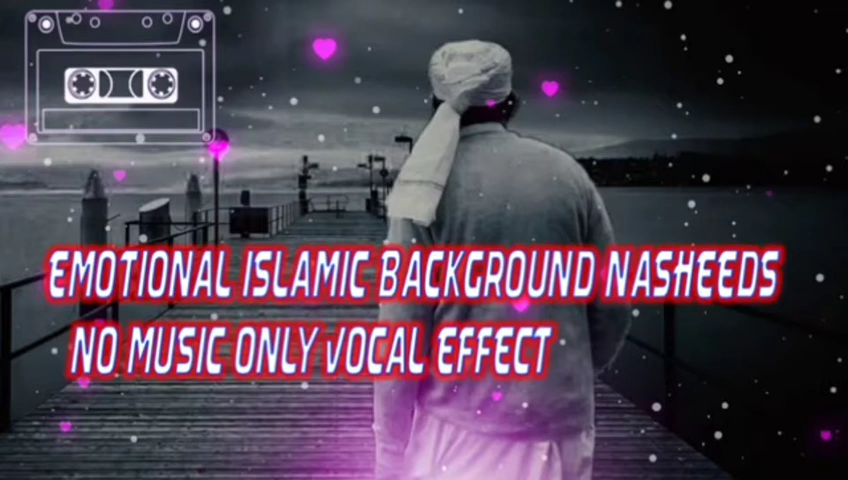 EMOTIONAL ISLAMIC BACKGROUND NASHEEDS
NO MUSIC ONLY VOCAL EFFECT